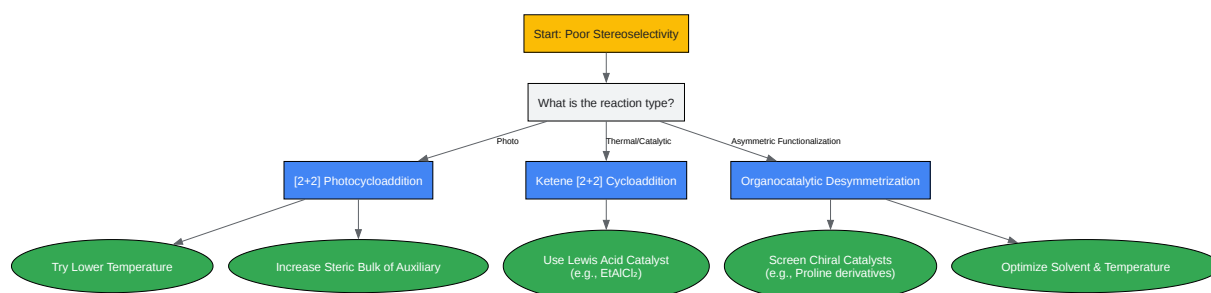 Start: Poor Stereoselectivity
What is the reaction type?
Photo
Thermal/Catalytic
Asymmetric Functionalization
[2+2] Photocycloaddition
Ketene [2+2] Cycloaddition
Organocatalytic Desymmetrization
Try Lower Temperature
Increase Steric Bulk of Auxiliary
Use Lewis Acid Catalyst
(e.g., EtAlCl₂)
Screen Chiral Catalysts
(e.g., Proline derivatives)
Optimize Solvent & Temperature